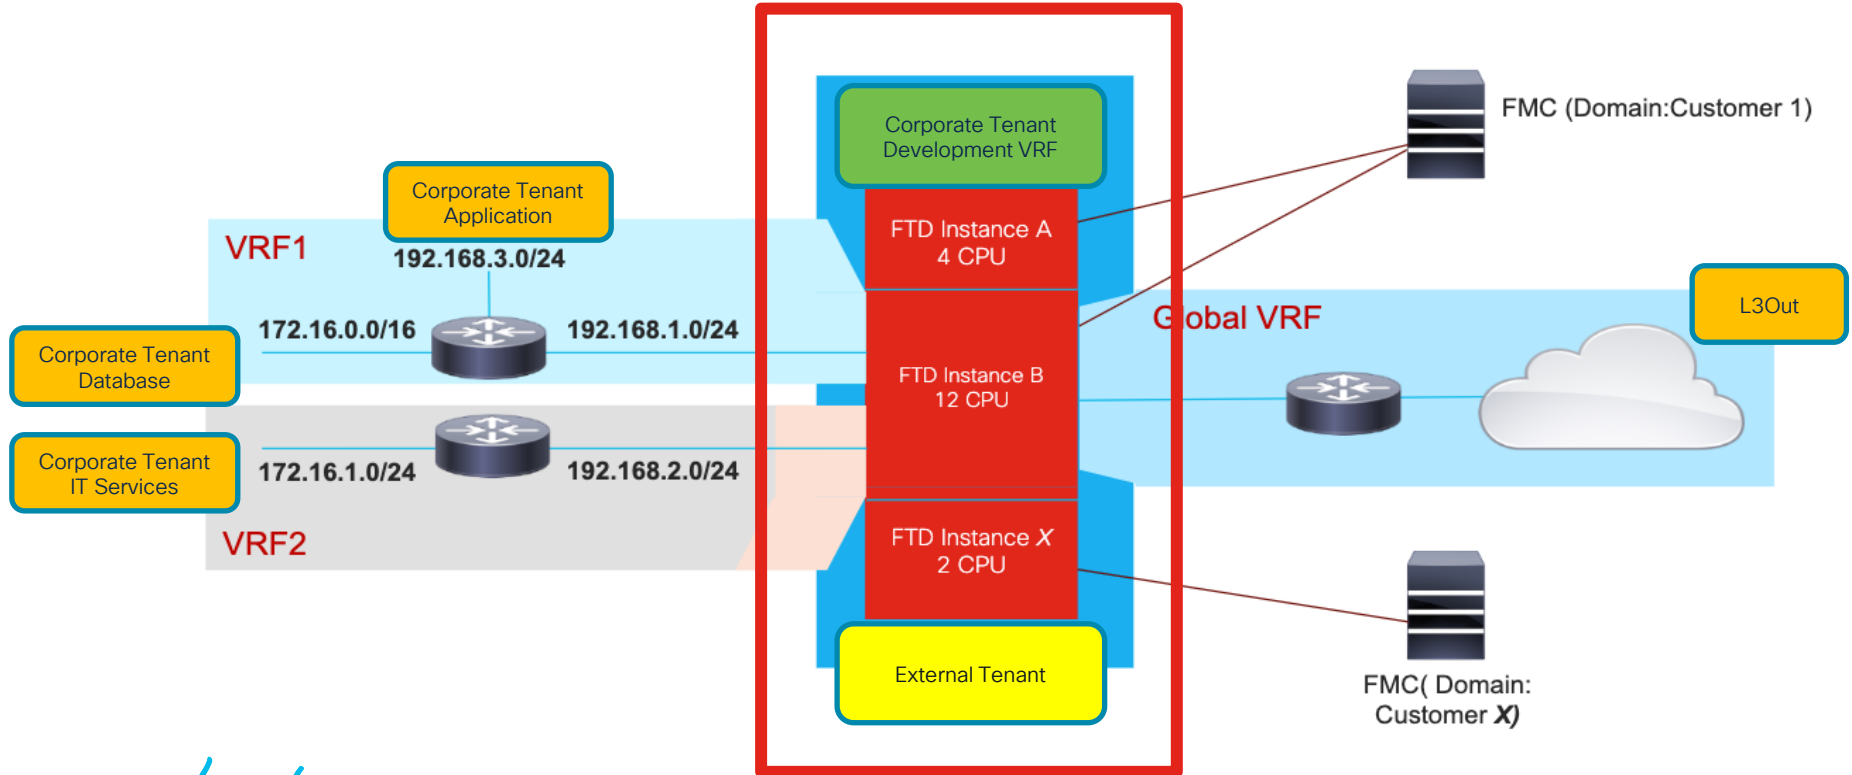 Corporate Tenant
Development VRF
FMC (Domain:Customer 1)
Corporate Tenant
Application
VRF1
192.168.3.0/24
FTD Instance A
4 CPU
172.16.0.0/16
192.168.1.0/24
Global VRF
L3Out
Corporate Tenant
Database
FTD Instance B
12 CPU
Corporate Tenant
IT Services
172.16.1.0/24
192.168.2.0/24
VRF2
FTD Instance X
2 CPU
External Tenant
FMC( Domain:
Customer X)